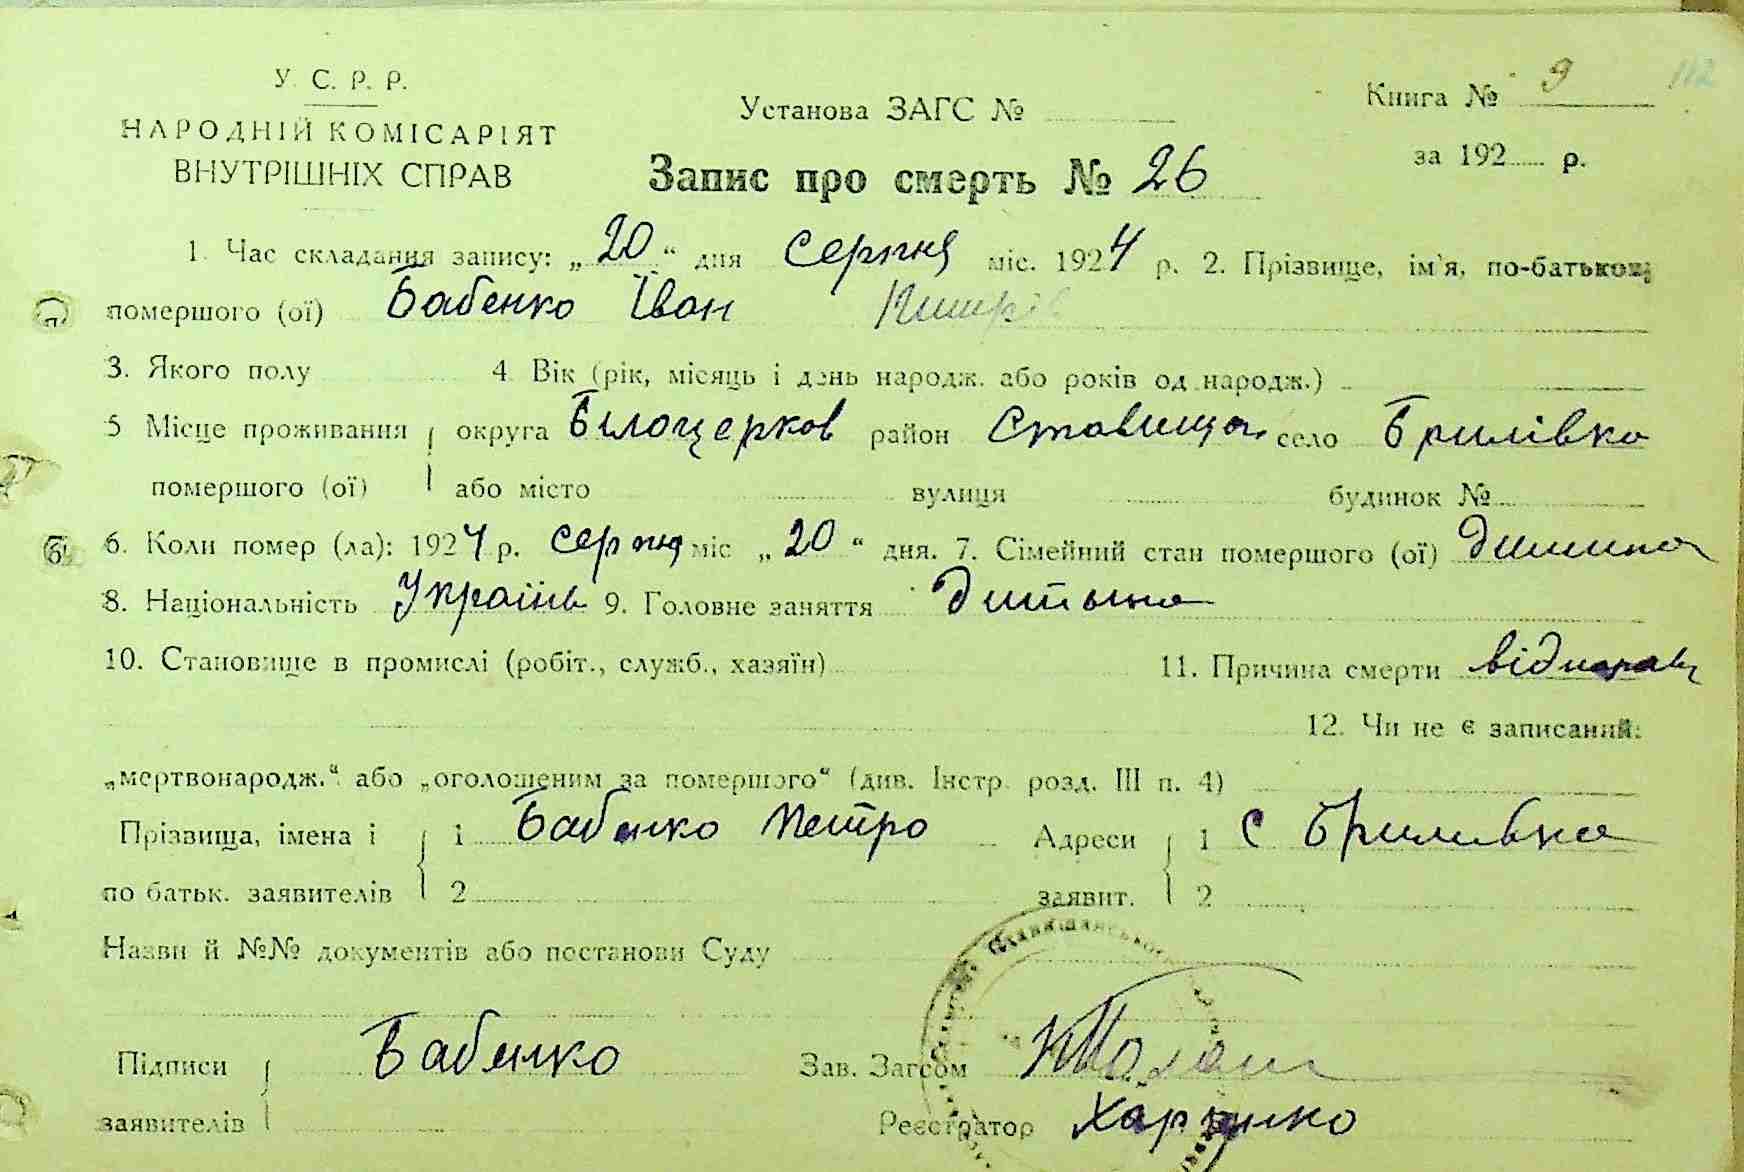 У. С. Р. Р.
НАРОДНІЙ КОМІСАРІЯТ
ВНУТРІШНІХ СПРАВ
Установа ЗАГС №
Книга № 9
112
за 192 р.
Запис про смерть № 26
1. Час складання запису: „20“ дня серпня міс. 1924 р. 2. Прізвище, ім'я, по-батькові
помершого (ої) Бабенко Іван
3. Якого полу 4. Вік (рік, місяць і день народж. або років од народж.)
5 Місце проживання округа Білоцерков район Ставища село Брилівка
помершого (ої) або місто вулиця будинок №
6. Коли помер (ла): 1924 р. серпня міс „20“ дня. 7. Сімейний стан помершого (ої) дитина
8. Національність Україн 9. Головне заняття Дитына
10. Становище в промислі (робіт., служб., хазяїн) 11. Причина смерти
12. Чи не є записаний:
„мертвонародж.“ або „оголошеним за помершого“ (див. Інстр. розд. III п. 4)
Прізвища, імена і 1 Бабенко Петро Адреси 1 с Бриливка
по батьк. заявителів 2 заявит. 2
Назви й №№ документів або постанови Суду
Підписи Бабенко Зав. Загсом
заявителів Реєстратор Харченко